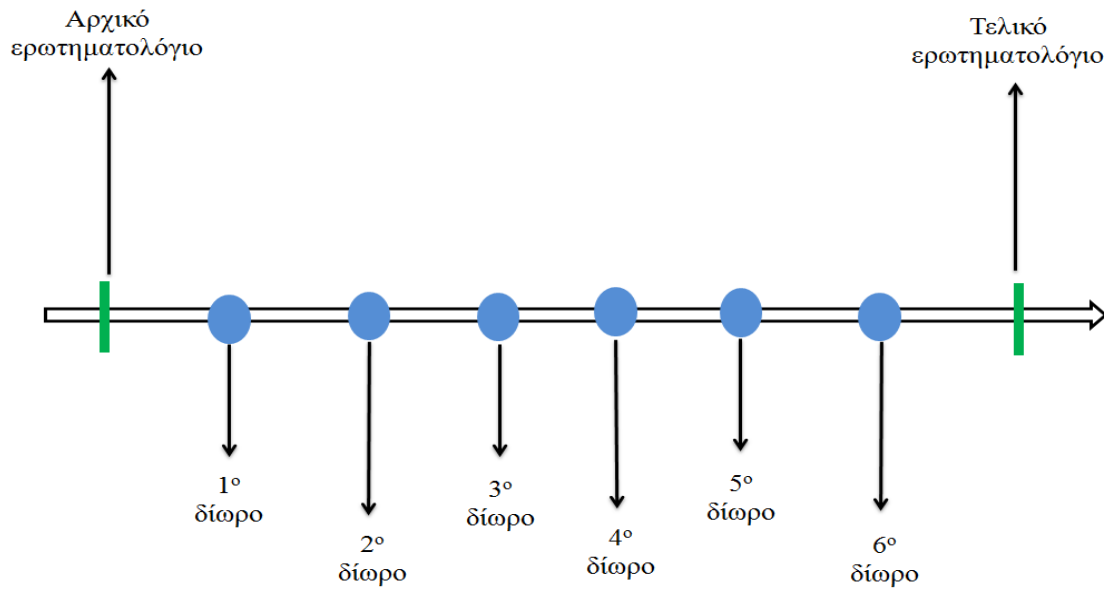 Αρχικό
ερωτηματολόγιο
Τελικό
ερωτηματολόγιο
1ο
δίωρο
2ο
δίωρο
3ο
δίωρο
4ο
δίωρο
5ο
δίωρο
6ο
δίωρο